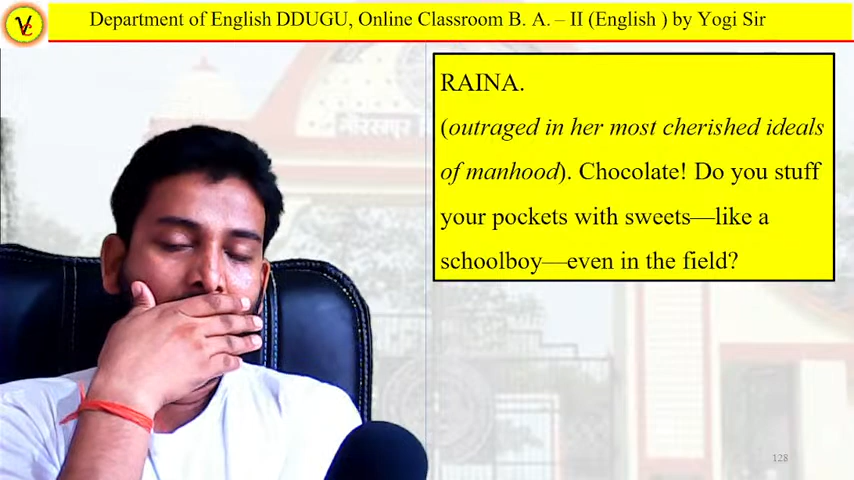 Department of English DDUGU, Online Classroom B. A. – II (English ) by Yogi Sir
RAINA.
(outraged in her most cherished ideals
of manhood). Chocolate! Do you stuff
your pockets with sweets—like a
schoolboy—even in the field?
128